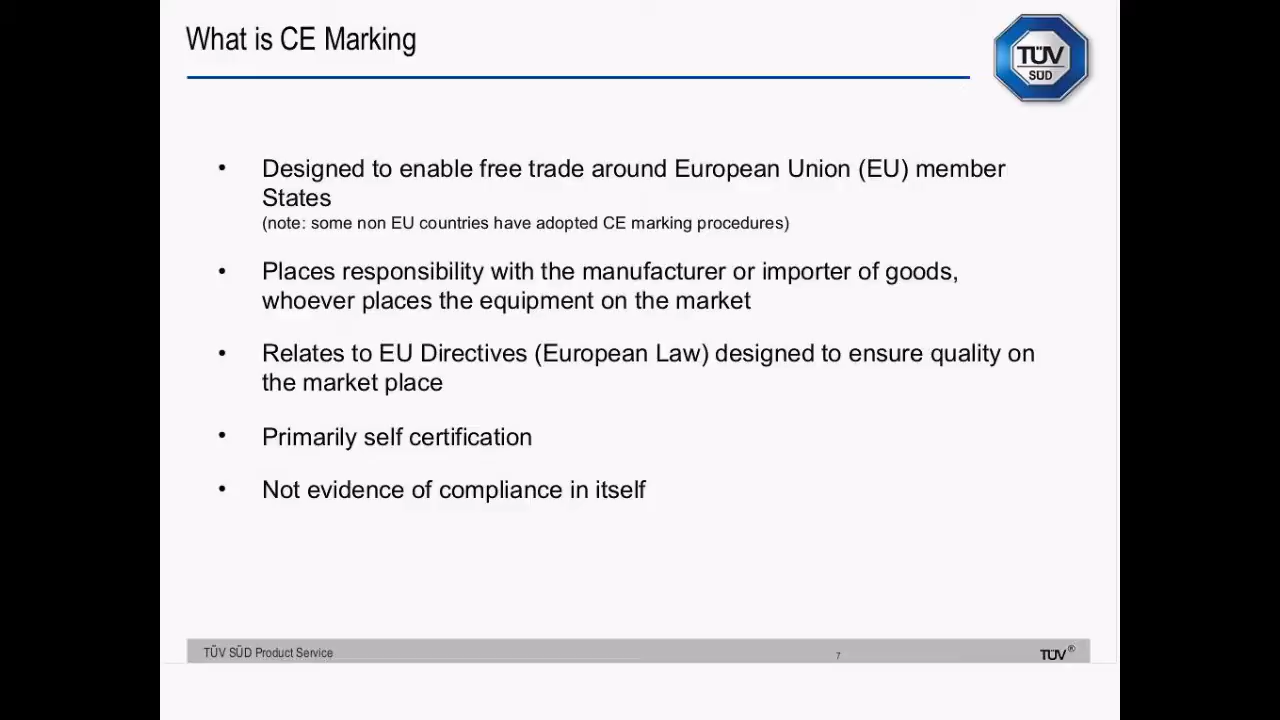 What is CE Marking
TÜV
SÜD
• Designed to enable free trade around European Union (EU) member
States
(note: some non EU countries have adopted CE marking procedures)
• Places responsibility with the manufacturer or importer of goods,
whoever places the equipment on the market
• Relates to EU Directives (European Law) designed to ensure quality on
the market place
• Primarily self certification
• Not evidence of compliance in itself
TÜV SÜD Product Service 7 TÜV®